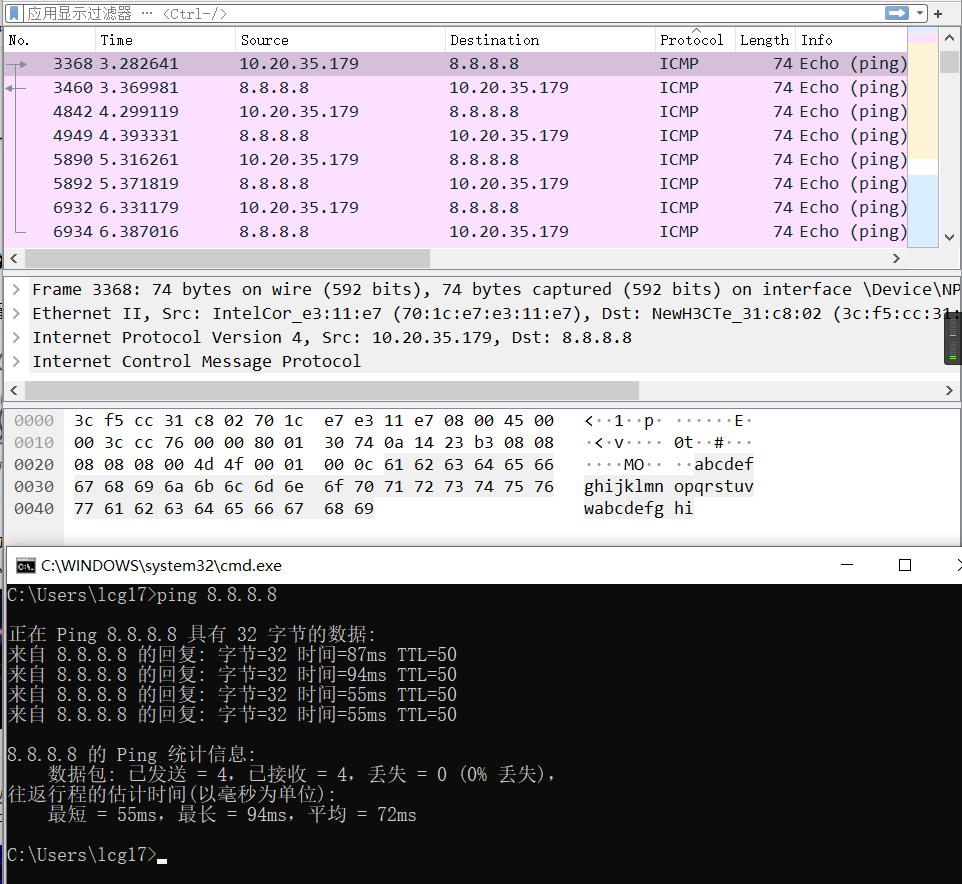 应用显示过滤器 … <Ctrl-/>
No. Time Source Destination Protocol Length Info
3368 3.282641 10.20.35.179 8.8.8.8 ICMP 74 Echo (ping)
3460 3.369981 8.8.8.8 10.20.35.179 ICMP 74 Echo (ping)
4842 4.299119 10.20.35.179 8.8.8.8 ICMP 74 Echo (ping)
4949 4.393331 8.8.8.8 10.20.35.179 ICMP 74 Echo (ping)
5890 5.316261 10.20.35.179 8.8.8.8 ICMP 74 Echo (ping)
5892 5.371819 8.8.8.8 10.20.35.179 ICMP 74 Echo (ping)
6932 6.331179 10.20.35.179 8.8.8.8 ICMP 74 Echo (ping)
6934 6.387016 8.8.8.8 10.20.35.179 ICMP 74 Echo (ping)
Frame 3368: 74 bytes on wire (592 bits), 74 bytes captured (592 bits) on interface \Device\NP
Ethernet II, Src: IntelCor_e3:11:e7 (70:1c:e7:e3:11:e7), Dst: NewH3CTe_31:c8:02 (3c:f5:cc:31:
Internet Protocol Version 4, Src: 10.20.35.179, Dst: 8.8.8.8
Internet Control Message Protocol
0000 3c f5 cc 31 c8 02 70 1c e7 e3 11 e7 08 00 45 00 <··1··p· ······E·
0010 00 3c cc 76 00 00 80 01 30 74 0a 14 23 b3 08 08 ·<·v···· 0t··#···
0020 08 08 08 00 4d 4f 00 01 00 0c 61 62 63 64 65 66 ····MO·· ··abcdef
0030 67 68 69 6a 6b 6c 6d 6e 6f 70 71 72 73 74 75 76 ghijklmn opqrstuv
0040 77 61 62 63 64 65 66 67 68 69 wabcdefg hi
C:\WINDOWS\system32\cmd.exe
C:\Users\lcg17>ping 8.8.8.8
正在 Ping 8.8.8.8 具有 32 字节的数据:
来自 8.8.8.8 的回复: 字节=32 时间=87ms TTL=50
来自 8.8.8.8 的回复: 字节=32 时间=94ms TTL=50
来自 8.8.8.8 的回复: 字节=32 时间=55ms TTL=50
来自 8.8.8.8 的回复: 字节=32 时间=55ms TTL=50
8.8.8.8 的 Ping 统计信息:
数据包: 已发送 = 4，已接收 = 4，丢失 = 0 (0% 丢失)，
往返行程的估计时间(以毫秒为单位):
最短 = 55ms，最长 = 94ms，平均 = 72ms
C:\Users\lcg17>